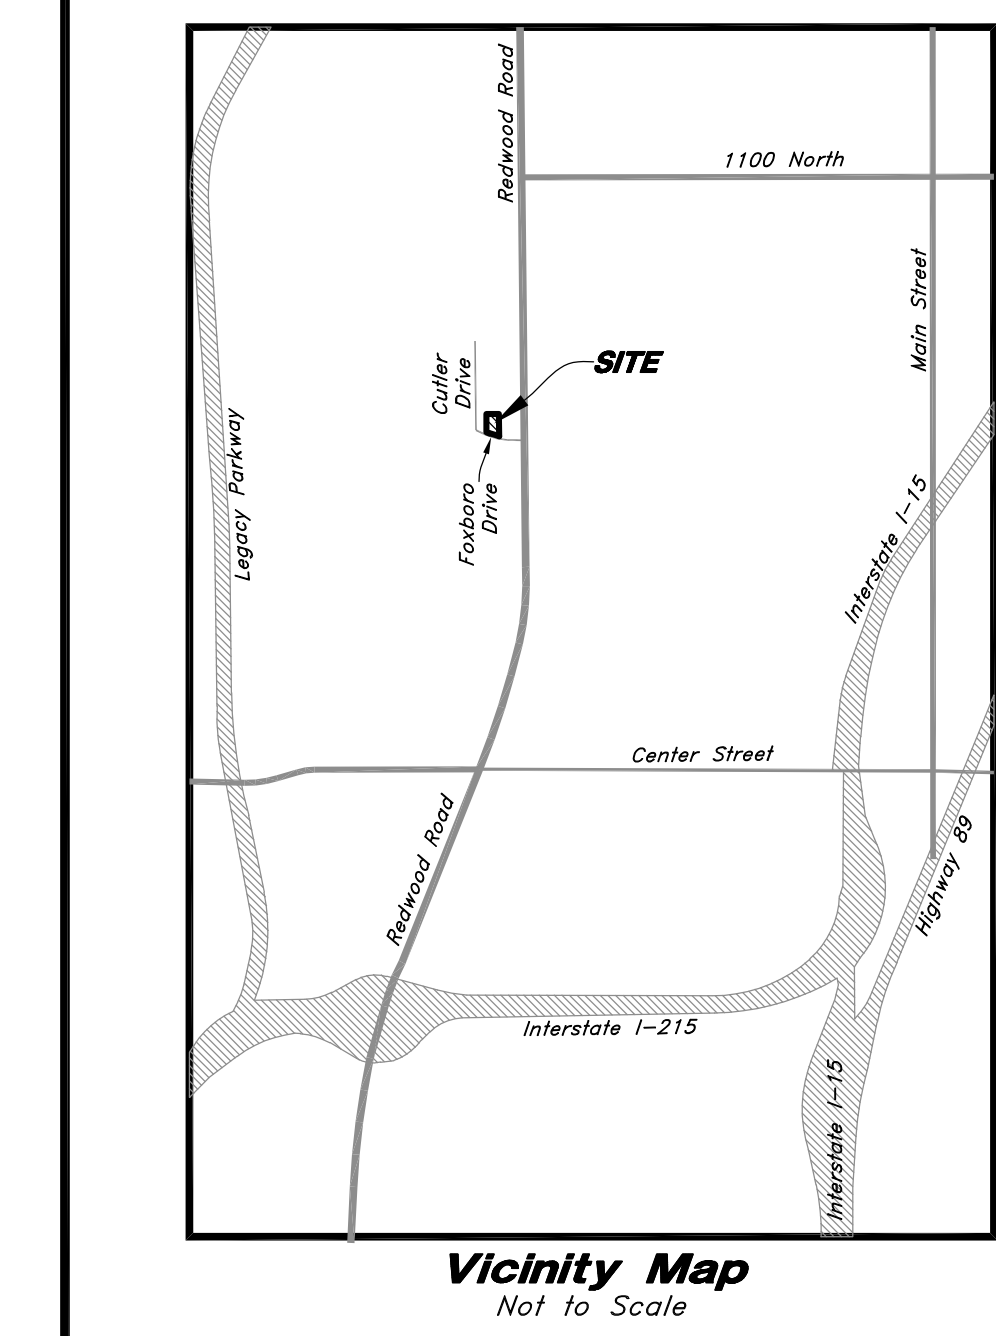 Redwood Road
1100 North
Main Street
SITE
Cutler
Drive
Legacy Parkway
Foxboro
Drive
Interstate I-15
Center Street
Redwood Road
Highway 89
Interstate I-215
Interstate I-15
Vicinity Map
Not to Scale